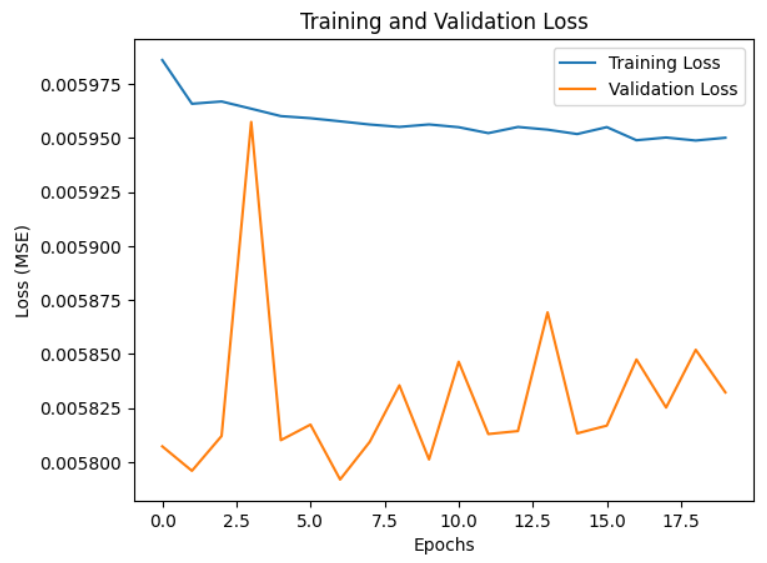 Training and Validation Loss
Training Loss
Validation Loss
Loss (MSE)
0.005975
0.005950
0.005925
0.005900
0.005875
0.005850
0.005825
0.005800
0.0 2.5 5.0 7.5 10.0 12.5 15.0 17.5
Epochs